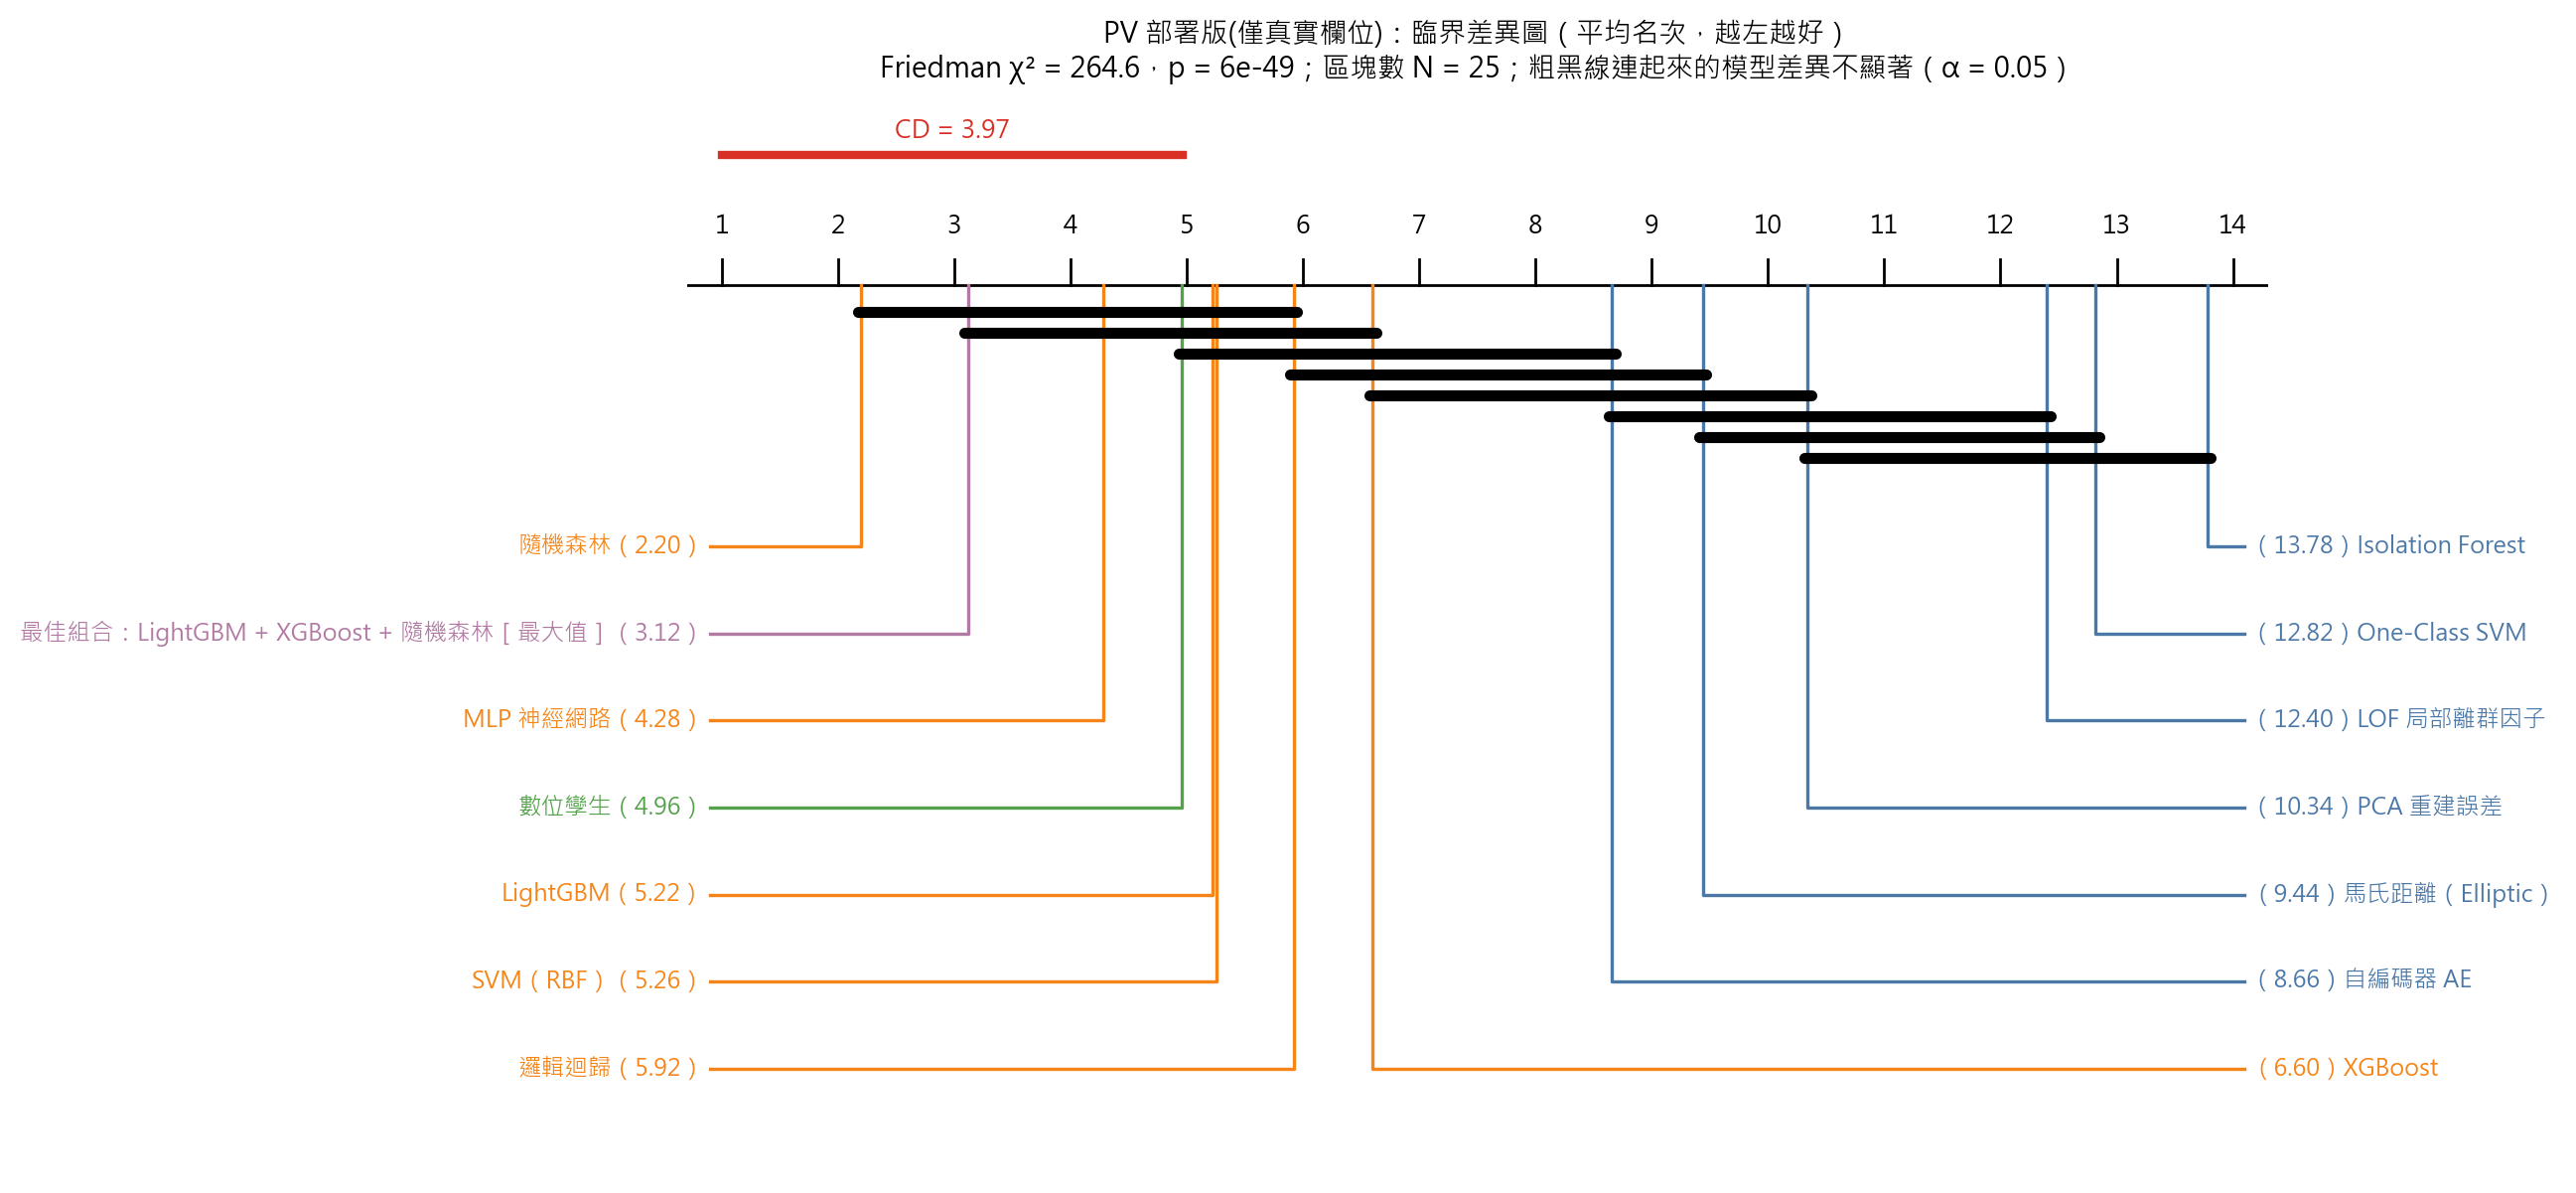 PV 部署版(僅真實欄位)：臨界差異圖（平均名次，越左越好）
Friedman χ² = 264.6，p = 6e-49；區塊數 N = 25；粗黑線連起來的模型差異不顯著（α = 0.05）
CD = 3.97
1 2 3 4 5 6 7 8 9 10 11 12 13 14
隨機森林（2.20）
（13.78）Isolation Forest
最佳組合：LightGBM + XGBoost + 隨機森林［最大值］（3.12）
（12.82）One-Class SVM
MLP 神經網路（4.28）
（12.40）LOF 局部離群因子
數位孿生（4.96）
（10.34）PCA 重建誤差
LightGBM（5.22）
（9.44）馬氏距離（Elliptic）
SVM（RBF）（5.26）
（8.66）自編碼器 AE
邏輯迴歸（5.92）
（6.60）XGBoost